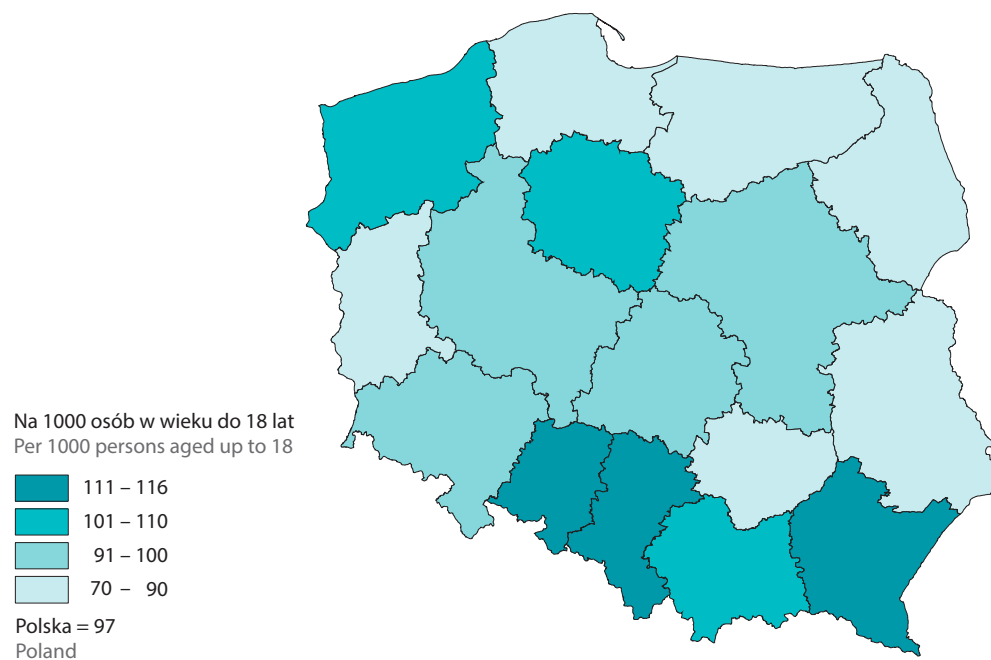 Na 1000 osób w wieku do 18 lat
Per 1000 persons aged up to 18
111 – 116
101 – 110
91 – 100
70 – 90
Polska = 97
Poland